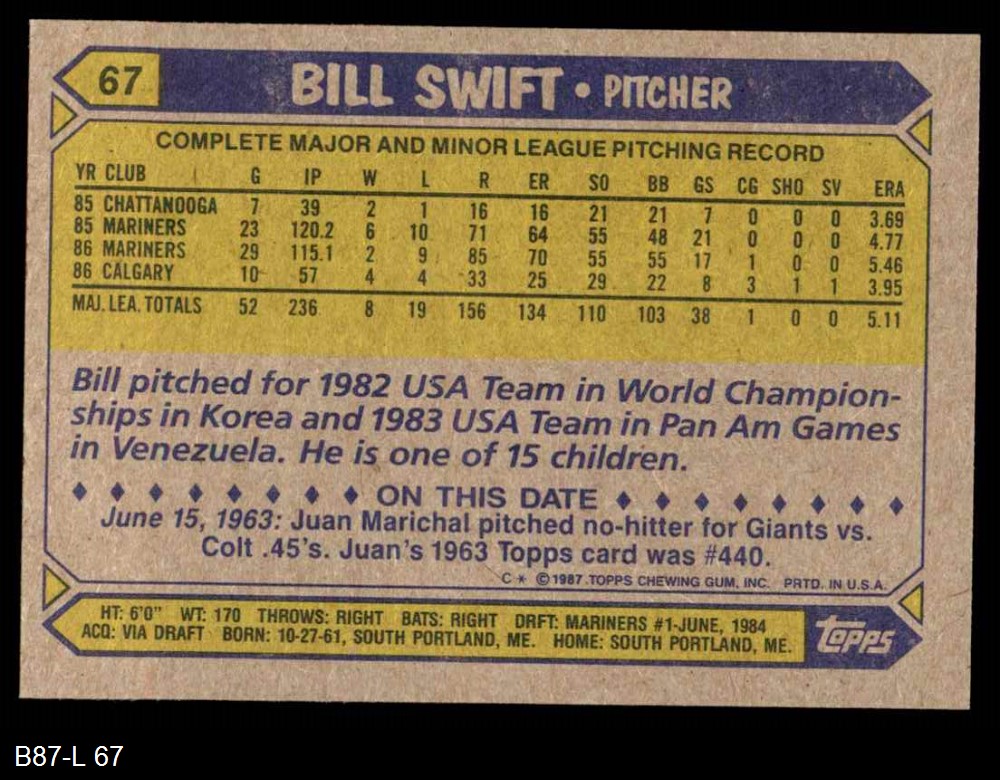 67 BILL SWIFT • PITCHER
COMPLETE MAJOR AND MINOR LEAGUE PITCHING RECORD
YR CLUB G IP W L R ER SO BB GS CG SHO SV ERA
85 CHATTANOOGA 7 39 2 1 16 16 21 21 7 0 0 0 3.69
85 MARINERS 23 120.2 6 10 71 64 55 48 21 0 0 0 4.77
86 MARINERS 29 115.1 2 9 85 70 55 55 17 1 0 0 5.46
86 CALGARY 10 57 4 4 33 25 29 22 8 3 1 1 3.95
MAJ. LEA. TOTALS 52 236 8 19 156 134 110 103 38 1 0 0 5.11
Bill pitched for 1982 USA Team in World Champion-
ships in Korea and 1983 USA Team in Pan Am Games
in Venezuela. He is one of 15 children.
♦ ♦ ♦ ♦ ♦ ♦ ♦ ♦ ON THIS DATE ♦ ♦ ♦ ♦ ♦ ♦ ♦ ♦
June 15, 1963: Juan Marichal pitched no-hitter for Giants vs.
Colt .45's. Juan's 1963 Topps card was #440.
C* ©1987 TOPPS CHEWING GUM, INC. PRTD. IN U.S.A.
HT: 6'0" WT: 170 THROWS: RIGHT BATS: RIGHT DRFT: MARINERS #1-JUNE, 1984
ACQ: VIA DRAFT BORN: 10-27-61, SOUTH PORTLAND, ME. HOME: SOUTH PORTLAND, ME.
topps
B87-L 67